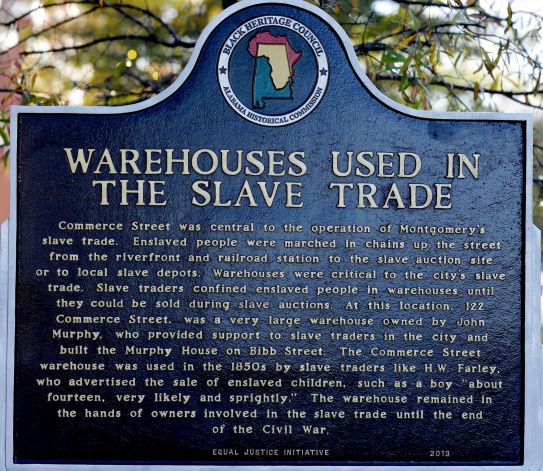 BLACK HERITAGE COUNCIL
ALABAMA HISTORICAL COMMISSION
WAREHOUSES USED IN
THE SLAVE TRADE
Commerce Street was central to the operation of Montgomery's
slave trade. Enslaved people were marched in chains up the street
from the riverfront and railroad station to the slave auction site
or to local slave depots. Warehouses were critical to the city's slave
trade. Slave traders confined enslaved people in warehouses until
they could be sold during slave auctions. At this location, 122
Commerce Street, was a very large warehouse owned by John
Murphy, who provided support to slave traders in the city and
built the Murphy House on Bibb Street. The Commerce Street
warehouse was used in the 1850s by slave traders like H.W. Farley,
who advertised the sale of enslaved children, such as a boy "about
fourteen, very likely and sprightly." The warehouse remained in
the hands of owners involved in the slave trade until the end
of the Civil War.
EQUAL JUSTICE INITIATIVE 2013